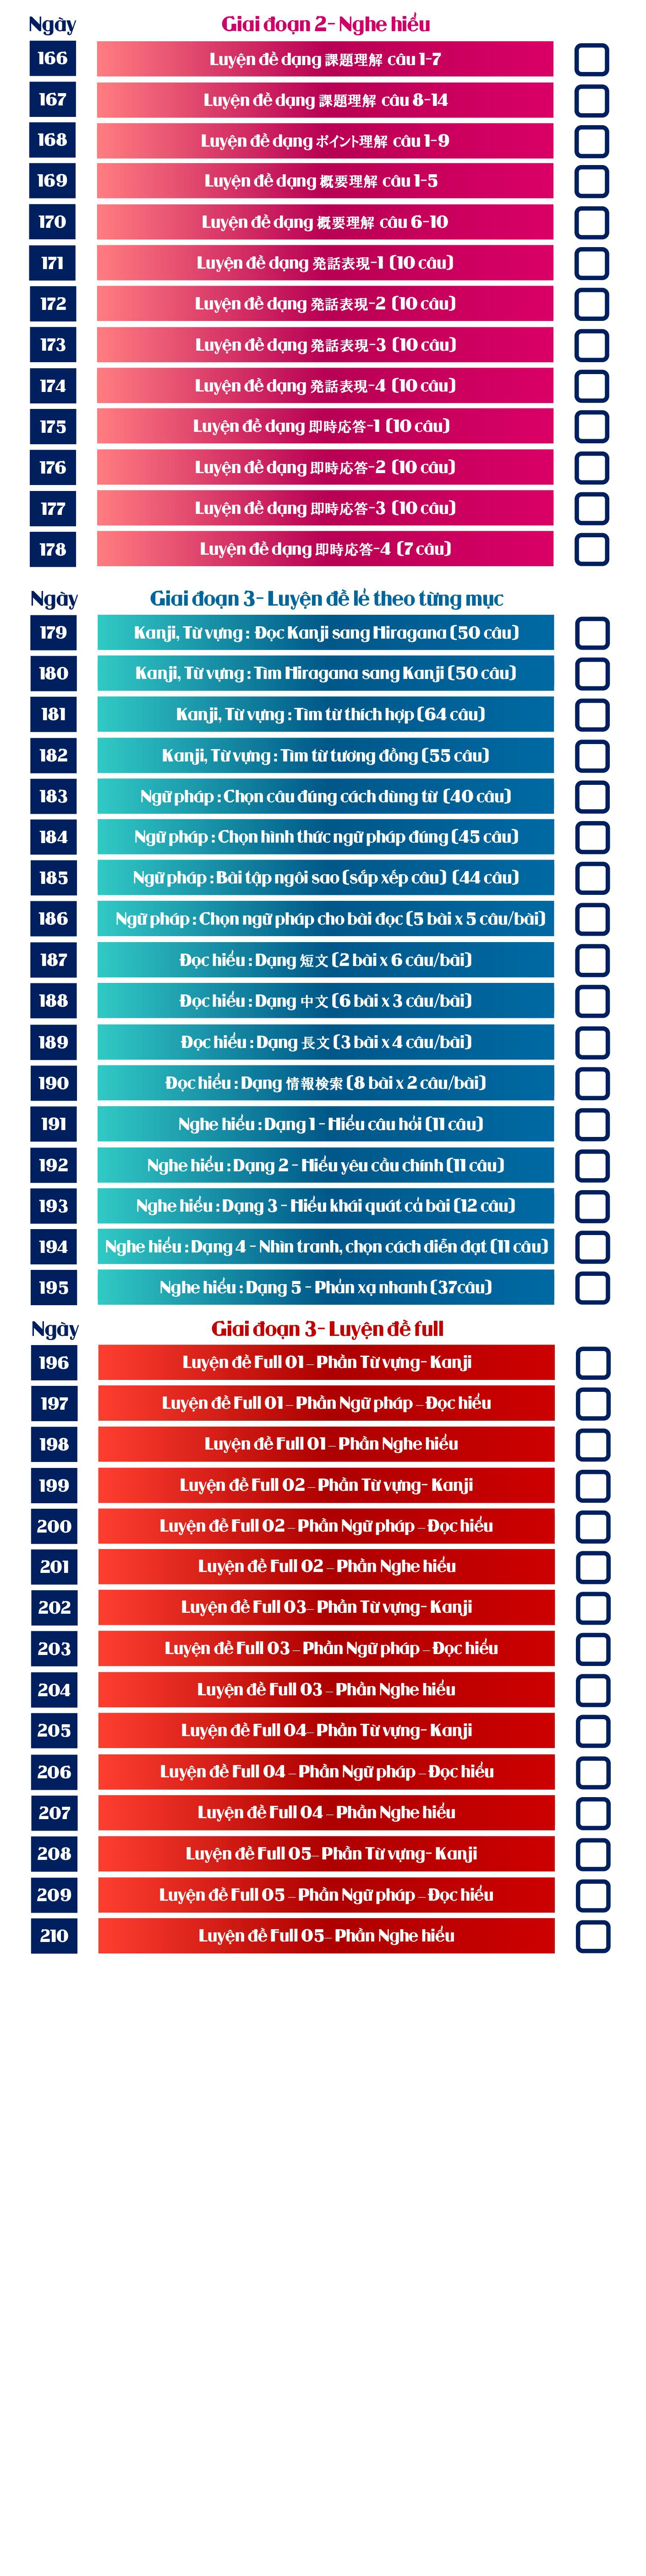 Ngày Giai đoạn 2- Nghe hiểu
166 Luyện đề dạng 課題理解 câu 1-7
167 Luyện đề dạng 課題理解 câu 8-14
168 Luyện đề dạng ポイント理解 câu 1-9
169 Luyện đề dạng 概要理解 câu 1-5
170 Luyện đề dạng 概要理解 câu 6-10
171 Luyện đề dạng 発話表現-1 (10 câu)
172 Luyện đề dạng 発話表現-2 (10 câu)
173 Luyện đề dạng 発話表現-3 (10 câu)
174 Luyện đề dạng 発話表現-4 (10 câu)
175 Luyện đề dạng 即時応答-1 (10 câu)
176 Luyện đề dạng 即時応答-2 (10 câu)
177 Luyện đề dạng 即時応答-3 (10 câu)
178 Luyện đề dạng 即時応答-4 (7 câu)
Ngày Giai đoạn 3- Luyện đề lẻ theo từng mục
179 Kanji, Từ vựng : Đọc Kanji sang Hiragana (50 câu)
180 Kanji, Từ vựng : Tìm Hiragana sang Kanji (50 câu)
181 Kanji, Từ vựng : Tìm từ thích hợp (64 câu)
182 Kanji, Từ vựng : Tìm từ tương đồng (55 câu)
183 Ngữ pháp : Chọn câu đúng cách dùng từ (40 câu)
184 Ngữ pháp : Chọn hình thức ngữ pháp đúng (45 câu)
185 Ngữ pháp : Bài tập ngôi sao (sắp xếp câu) (44 câu)
186 Ngữ pháp : Chọn ngữ pháp cho bài đọc (5 bài x 5 câu/bài)
187 Đọc hiểu : Dạng 短文 (2 bài x 6 câu/bài)
188 Đọc hiểu : Dạng 中文 (6 bài x 3 câu/bài)
189 Đọc hiểu : Dạng 長文 (3 bài x 4 câu/bài)
190 Đọc hiểu : Dạng 情報検索 (8 bài x 2 câu/bài)
191 Nghe hiểu : Dạng 1 - Hiểu câu hỏi (11 câu)
192 Nghe hiểu : Dạng 2 - Hiểu yêu cầu chính (11 câu)
193 Nghe hiểu : Dạng 3 - Hiểu khái quát cả bài (12 câu)
194 Nghe hiểu : Dạng 4 - Nhìn tranh, chọn cách diễn đạt (11 câu)
195 Nghe hiểu : Dạng 5 - Phản xạ nhanh (37câu)
Ngày Giai đoạn 3- Luyện đề full
196 Luyện đề Full 01 – Phần Từ vựng- Kanji
197 Luyện đề Full 01 – Phần Ngữ pháp – Đọc hiểu
198 Luyện đề Full 01 – Phần Nghe hiểu
199 Luyện đề Full 02 – Phần Từ vựng- Kanji
200 Luyện đề Full 02 – Phần Ngữ pháp – Đọc hiểu
201 Luyện đề Full 02 – Phần Nghe hiểu
202 Luyện đề Full 03– Phần Từ vựng- Kanji
203 Luyện đề Full 03 – Phần Ngữ pháp – Đọc hiểu
204 Luyện đề Full 03 – Phần Nghe hiểu
205 Luyện đề Full 04– Phần Từ vựng- Kanji
206 Luyện đề Full 04 – Phần Ngữ pháp – Đọc hiểu
207 Luyện đề Full 04 – Phần Nghe hiểu
208 Luyện đề Full 05– Phần Từ vựng- Kanji
209 Luyện đề Full 05 – Phần Ngữ pháp – Đọc hiểu
210 Luyện đề Full 05– Phần Nghe hiểu